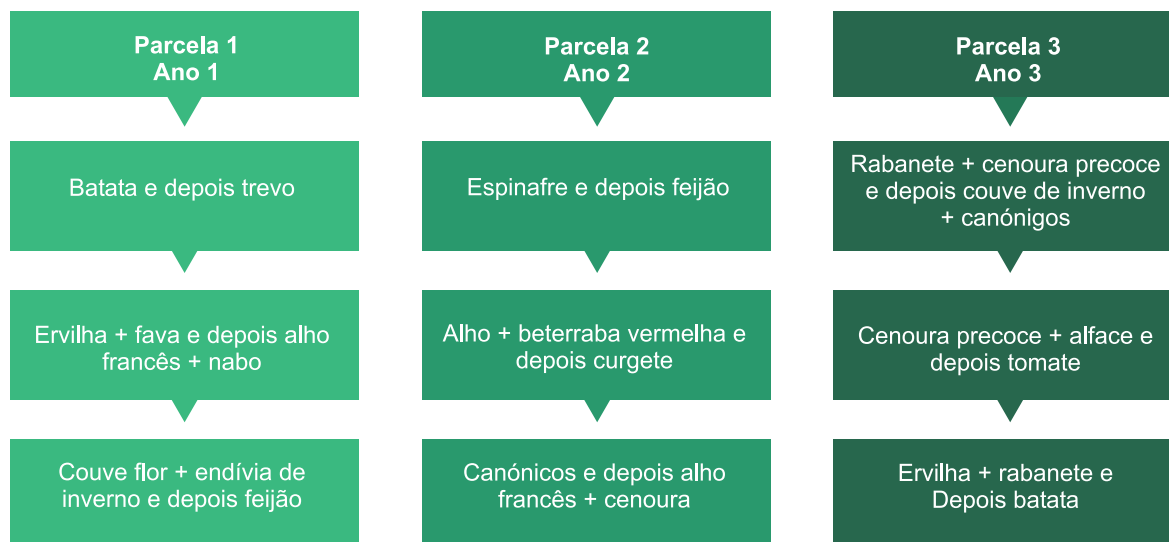 Parcela 1
Ano 1
Batata e depois trevo
Ervilha + fava e depois alho
francês + nabo
Couve flor + endívia de
inverno e depois feijão
Parcela 2
Ano 2
Espinafre e depois feijão
Alho + beterraba vermelha e
depois curgete
Canónicos e depois alho
francês + cenoura
Parcela 3
Ano 3
Rabanete + cenoura precoce
e depois couve de inverno
+ canónigos
Cenoura precoce + alface e
depois tomate
Ervilha + rabanete e
Depois batata